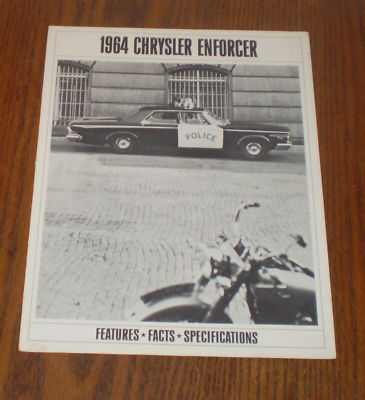 1964 CHRYSLER ENFORCER
POLICE
FEATURES ★ FACTS ★ SPECIFICATIONS